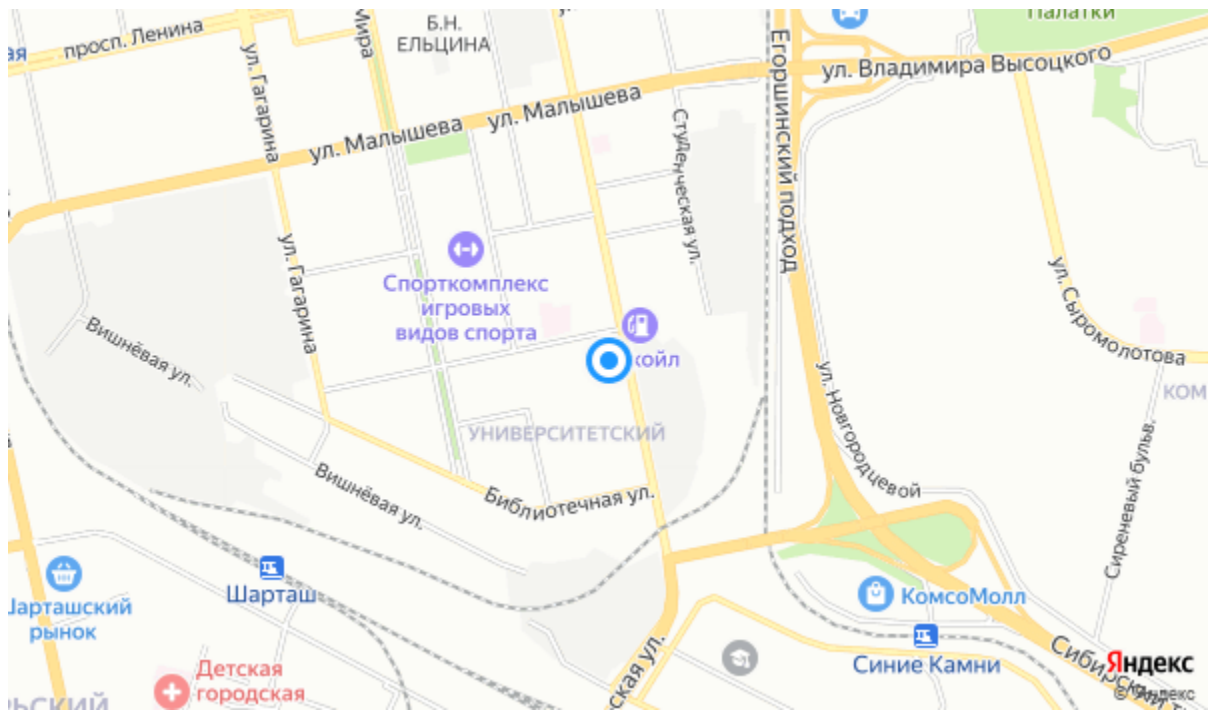 Палатки
Б.Н.
ЕЛЬЦИНА
просп. Ленина
Мира
ул. Гагарина
ул. Малышева
ул. Малышева
ул. Владимира Высоцкого
Егоршинский подход
Студенческая ул.
ул. Гагарина
Спорткомплекс
игровых
видов спорта
Вишнёвая ул.
ул. Сыромолотова
ул. Новгородцевой
УНИВЕРСИТЕТСКИЙ
Вишнёвая ул.
Библиотечная ул.
Сиреневый бульв.
Шарташ
Шарташский
рынок
КомсоМолл
Синие Камни
Детская
городская
Яндекс
© Яндекс